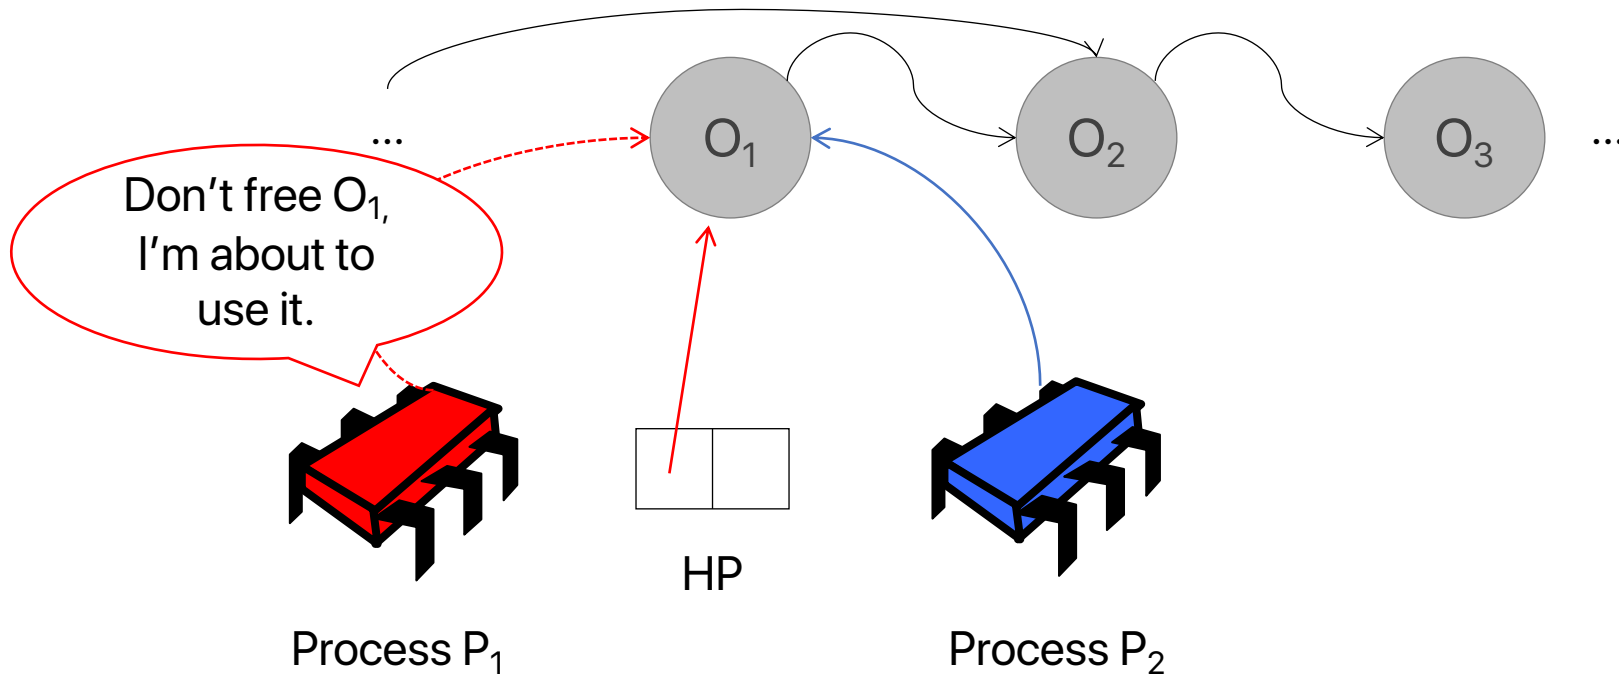 ...
O₁
O₂
O₃
...
Don't free O₁,
I'm about to
use it.
HP
Process P₁
Process P₂